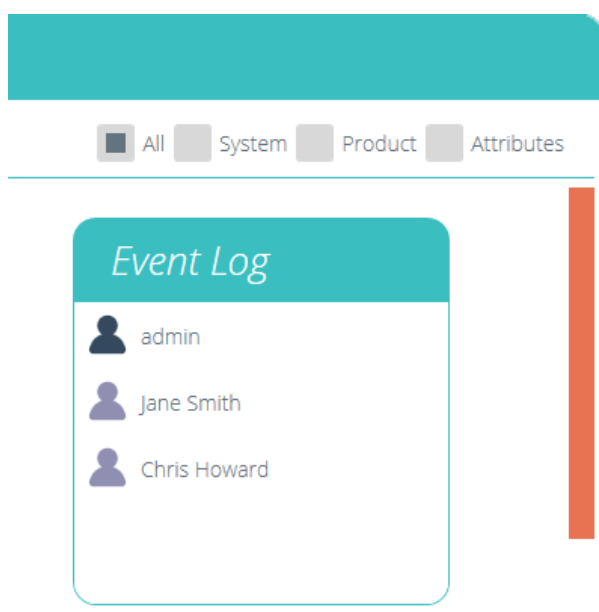 All System Product Attributes
Event Log
admin
Jane Smith
Chris Howard